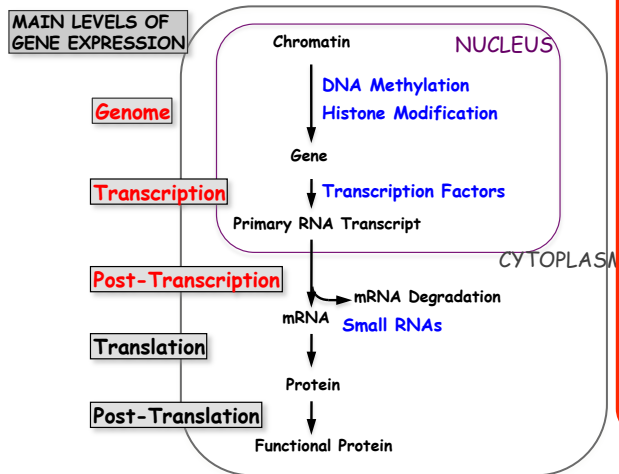 MAIN LEVELS OF
GENE EXPRESSION
NUCLEUS
Chromatin
DNA Methylation
Histone Modification
Genome
Gene
Transcription
Transcription Factors
Primary RNA Transcript
CYTOPLASM
Post-Transcription
mRNA Degradation
mRNA
Small RNAs
Translation
Protein
Post-Translation
Functional Protein